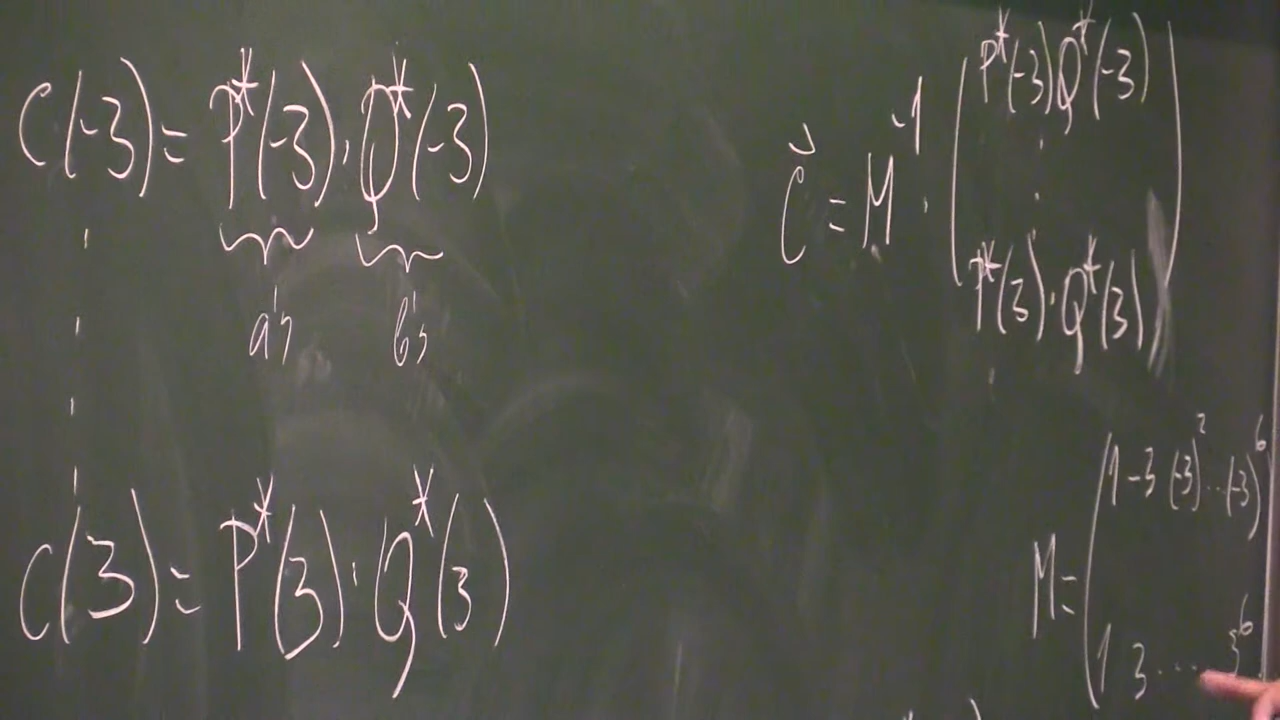 C(-3) = P*(-3) · Q*(-3)
a's b's
C(3) = P*(3) · Q*(3)
C⃗ = M⁻¹ · ( P*(-3)Q*(-3)
⋮
P*(3) · Q*(3) )
M = ( 1 -3 (-3)² ... (-3)⁶
1 3 ... 3⁶